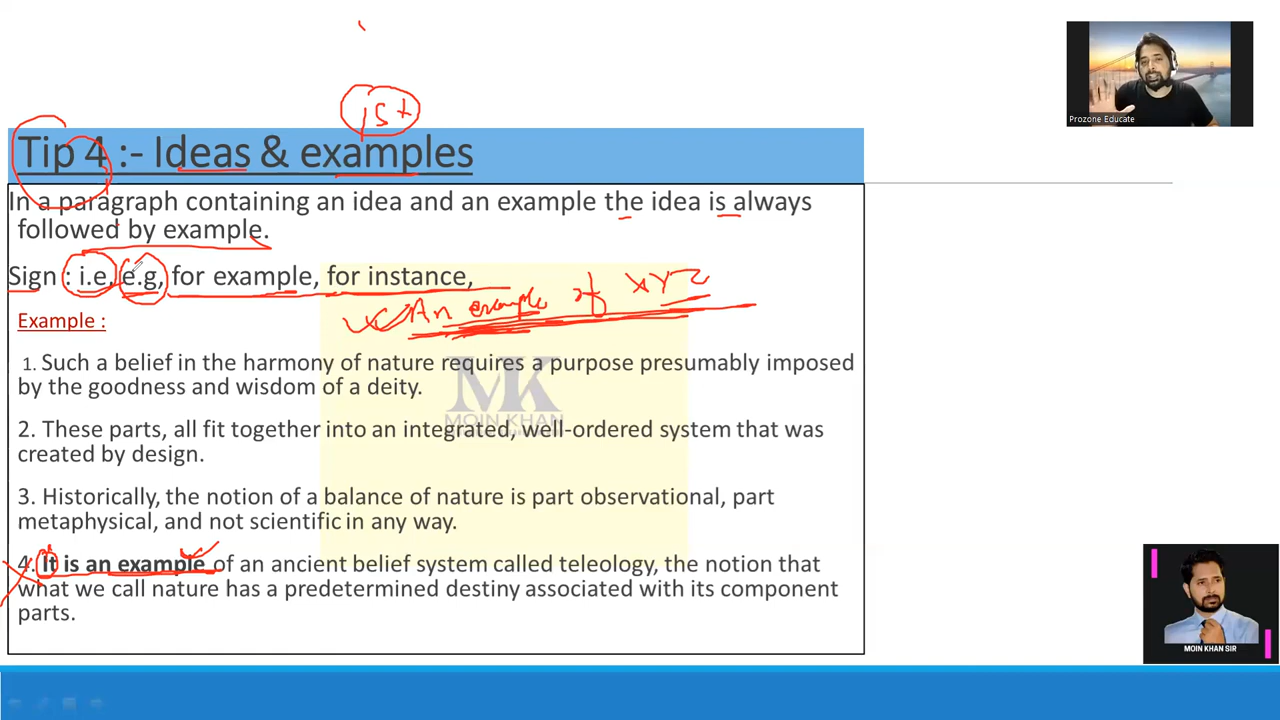 1st
Prozone Educate
Tip 4 :- Ideas & examples
In a paragraph containing an idea and an example the idea is always
followed by example.
Sign : i.e, e.g, for example, for instance,
An example of XYZ
Example :
1. Such a belief in the harmony of nature requires a purpose presumably imposed
by the goodness and wisdom of a deity.
MK
MOIN KHAN
2. These parts, all fit together into an integrated, well-ordered system that was
created by design.
3. Historically, the notion of a balance of nature is part observational, part
metaphysical, and not scientific in any way.
4. It is an example of an ancient belief system called teleology, the notion that
what we call nature has a predetermined destiny associated with its component
parts.
MOIN KHAN SIR